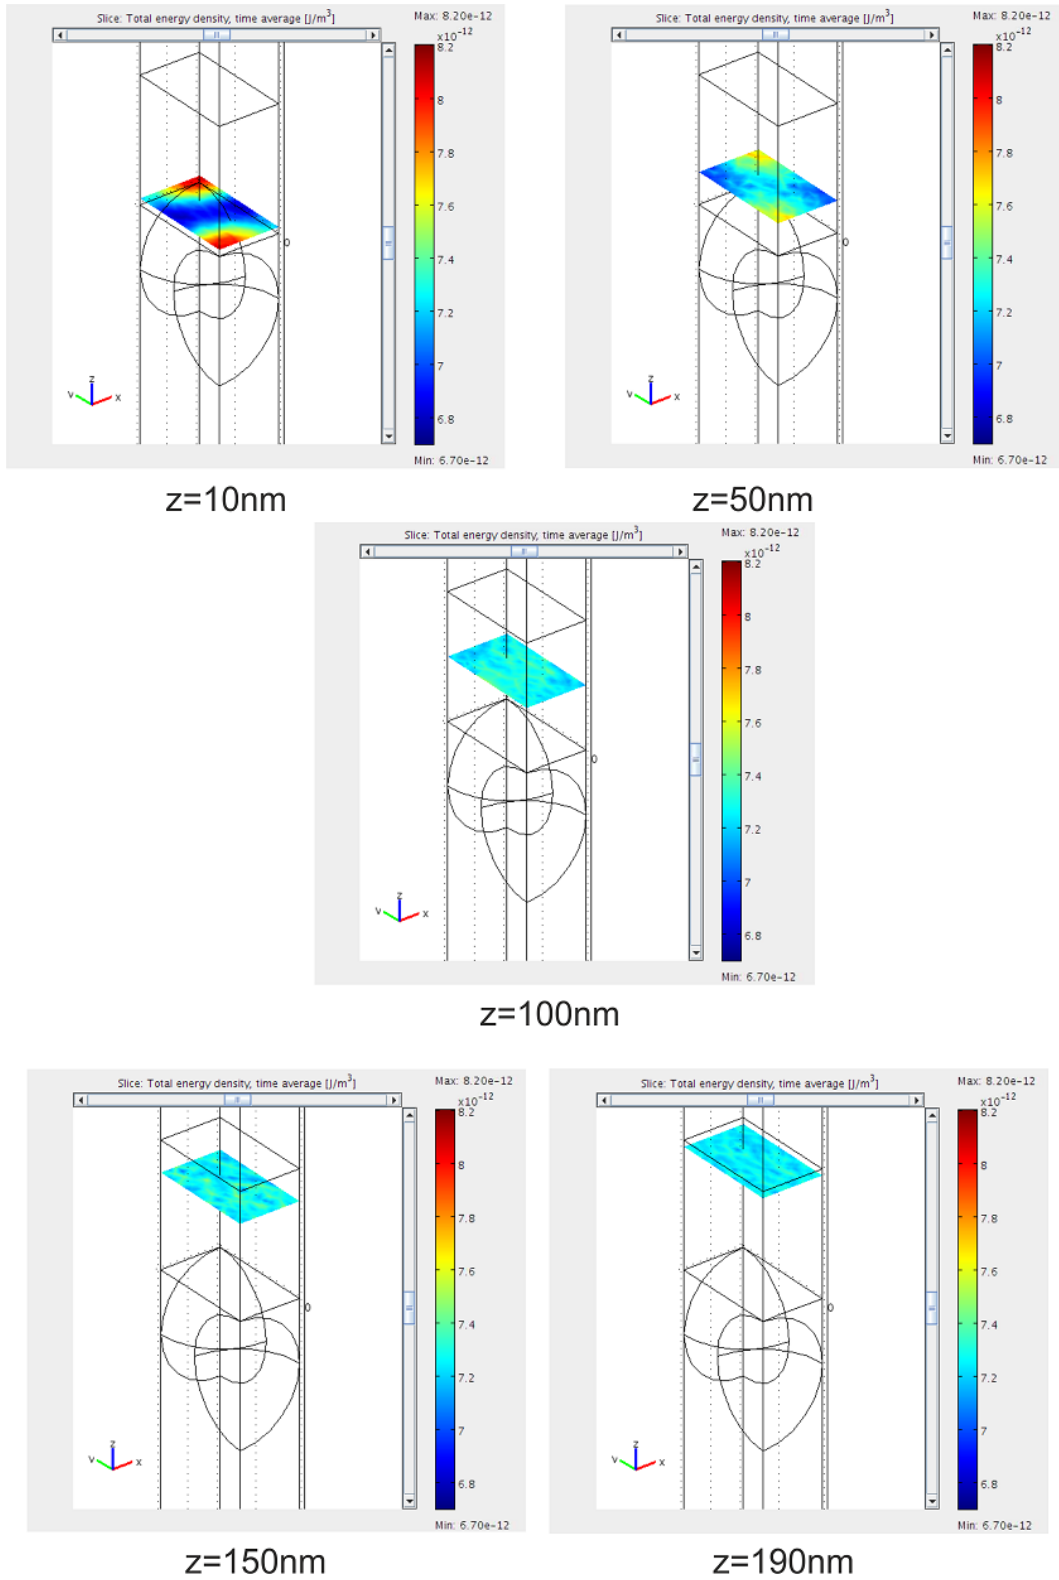 Slice: Total energy density, time average [J/m³]
Max: 8.20e-12
x10⁻¹²
8.2
8
7.8
7.6
7.4
7.2
7
6.8
Min: 6.70e-12
0
z
y
x
z=10nm
Slice: Total energy density, time average [J/m³]
Max: 8.20e-12
x10⁻¹²
8.2
8
7.8
7.6
7.4
7.2
7
6.8
Min: 6.70e-12
0
z
y
x
z=50nm
Slice: Total energy density, time average [J/m³]
Max: 8.20e-12
x10⁻¹²
8.2
8
7.8
7.6
7.4
7.2
7
6.8
Min: 6.70e-12
0
z
y
x
z=100nm
Slice: Total energy density, time average [J/m³]
Max: 8.20e-12
x10⁻¹²
8.2
8
7.8
7.6
7.4
7.2
7
6.8
Min: 6.70e-12
0
z
y
x
z=150nm
Slice: Total energy density, time average [J/m³]
Max: 8.20e-12
x10⁻¹²
8.2
8
7.8
7.6
7.4
7.2
7
6.8
Min: 6.70e-12
0
z
y
x
z=190nm